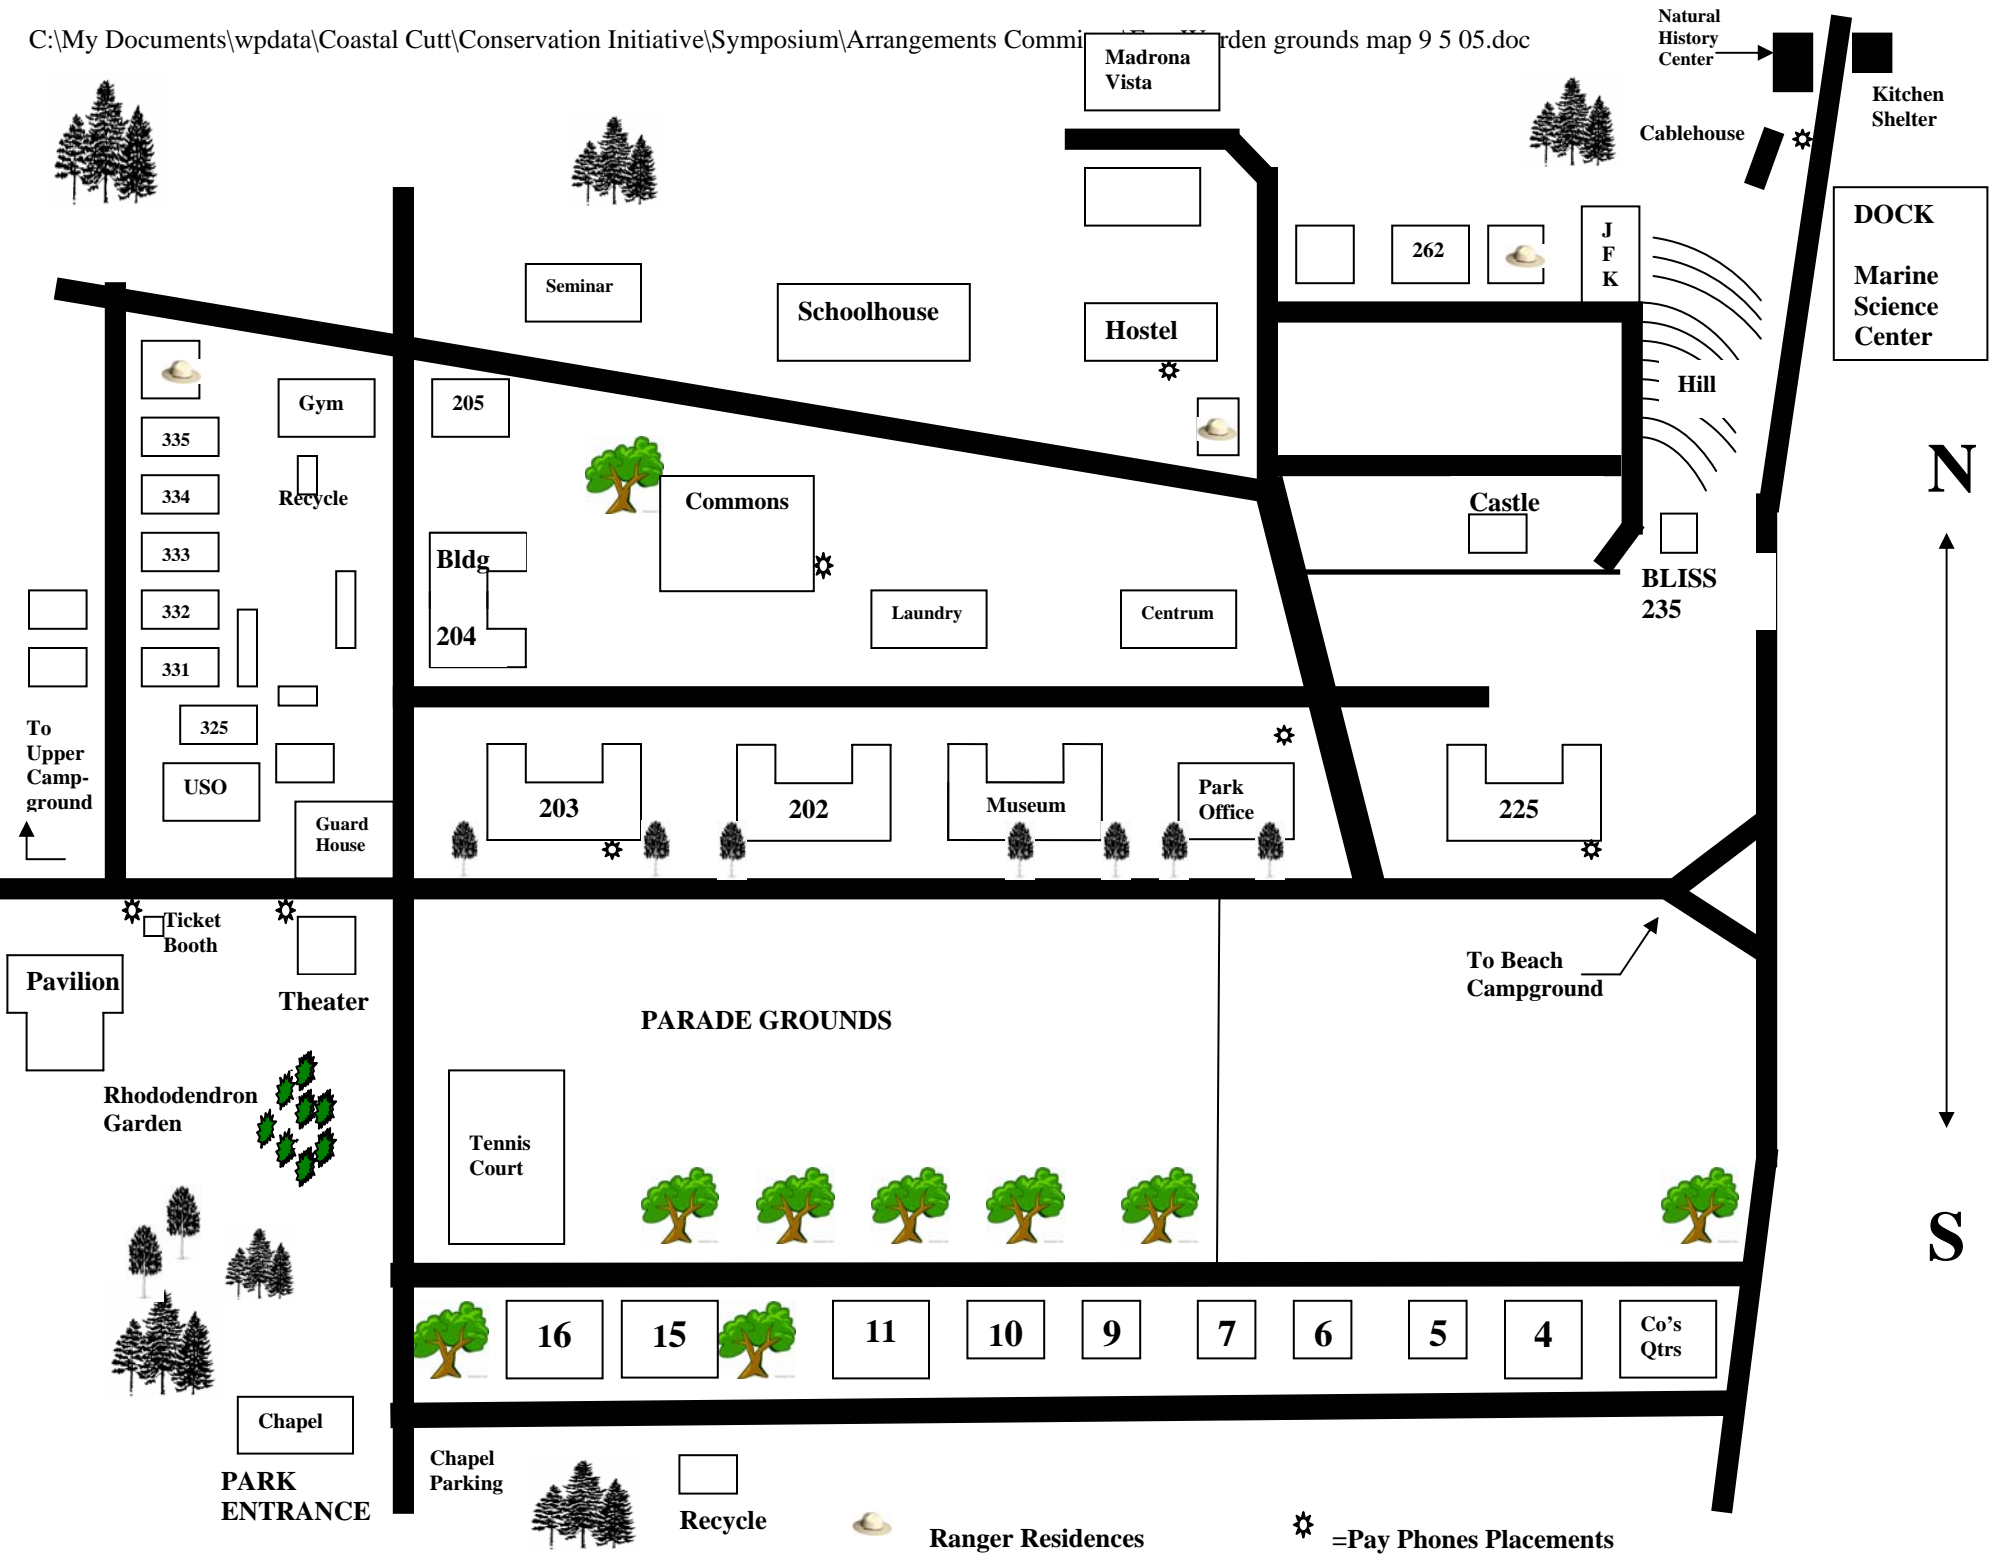 C:\My Documents\wpdata\Coastal Cutt\Conservation Initiative\Symposium\Arrangements den grounds map 9 5 05.doc
Madrona
Vista
Natural
History
Center
Kitchen
Shelter
Cablehouse
DOCK
Marine
Science
Center
J
F
K
262
Seminar
Schoolhouse
Hostel
Hill
Gym
205
335
334
333
332
331
325
Recycle
Commons
Castle
N
Bldg
204
Laundry
Centrum
BLISS
235
To
Upper
Camp-
ground
USO
Guard
House
203
202
Museum
Park
Office
225
Ticket
Booth
Pavilion
Theater
To Beach
Campground
PARADE GROUNDS
Rhododendron
Garden
Tennis
Court
S
16
15
11
10
9
7
6
5
4
Co's
Qtrs
Chapel
PARK
ENTRANCE
Chapel
Parking
Recycle
Ranger Residences
=Pay Phones Placements